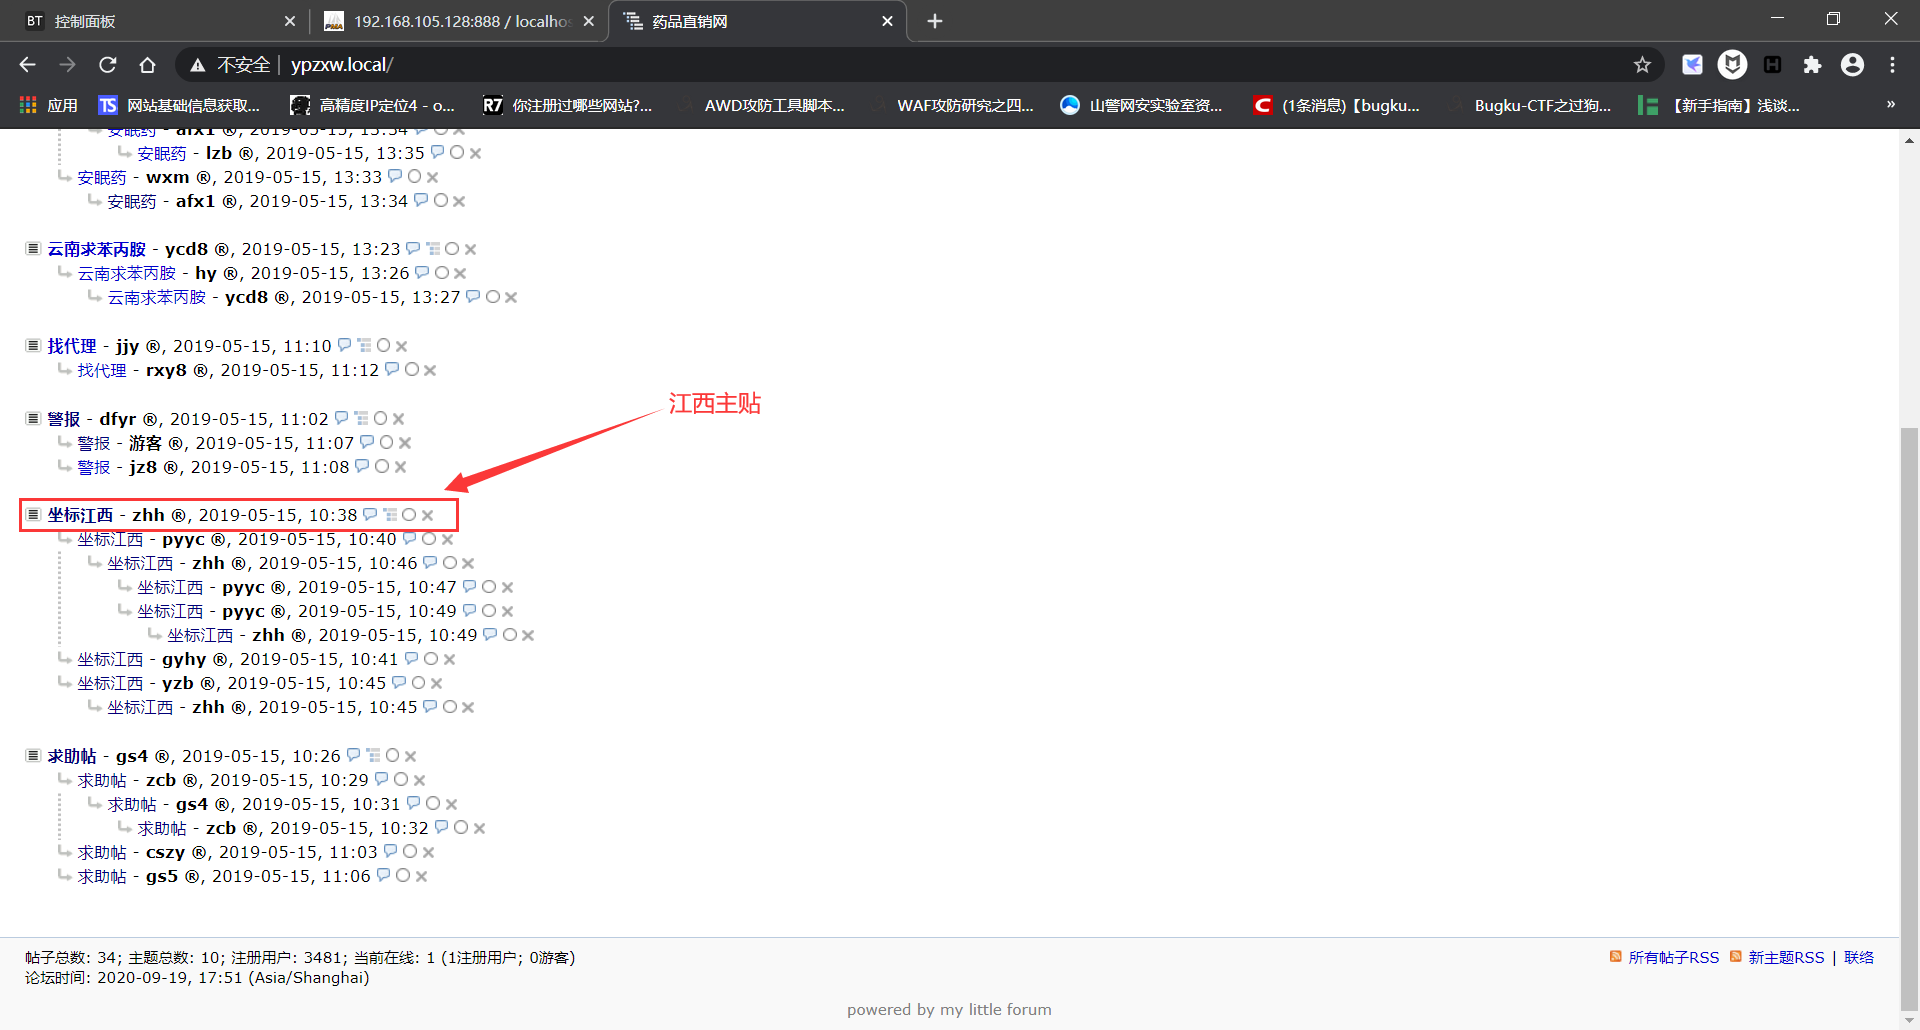 控制面板
192.168.105.128:888 / localhos
药品直销网
不安全 | ypzxw.local/
应用
网站基础信息获取...
高精度IP定位4 - o...
你注册过哪些网站?...
AWD攻防工具脚本...
WAF攻防研究之四...
山警网安实验室资...
(1条消息)【bugku...
Bugku-CTF之过狗...
【新手指南】浅谈...
»
安眠药 - afx1 ®, 2019-05-15, 13:34
安眠药 - lzb ®, 2019-05-15, 13:35
安眠药 - wxm ®, 2019-05-15, 13:33
安眠药 - afx1 ®, 2019-05-15, 13:34
云南求苯丙胺 - ycd8 ®, 2019-05-15, 13:23
云南求苯丙胺 - hy ®, 2019-05-15, 13:26
云南求苯丙胺 - ycd8 ®, 2019-05-15, 13:27
找代理 - jjy ®, 2019-05-15, 11:10
找代理 - rxy8 ®, 2019-05-15, 11:12
江西主贴
警报 - dfyr ®, 2019-05-15, 11:02
警报 - 游客 ®, 2019-05-15, 11:07
警报 - jz8 ®, 2019-05-15, 11:08
坐标江西 - zhh ®, 2019-05-15, 10:38
坐标江西 - pyyc ®, 2019-05-15, 10:40
坐标江西 - zhh ®, 2019-05-15, 10:46
坐标江西 - pyyc ®, 2019-05-15, 10:47
坐标江西 - pyyc ®, 2019-05-15, 10:49
坐标江西 - zhh ®, 2019-05-15, 10:49
坐标江西 - gyhy ®, 2019-05-15, 10:41
坐标江西 - yzb ®, 2019-05-15, 10:45
坐标江西 - zhh ®, 2019-05-15, 10:45
求助帖 - gs4 ®, 2019-05-15, 10:26
求助帖 - zcb ®, 2019-05-15, 10:29
求助帖 - gs4 ®, 2019-05-15, 10:31
求助帖 - zcb ®, 2019-05-15, 10:32
求助帖 - cszy ®, 2019-05-15, 11:03
求助帖 - gs5 ®, 2019-05-15, 11:06
帖子总数: 34; 主题总数: 10; 注册用户: 3481; 当前在线: 1 (1注册用户; 0游客)
所有帖子RSS 新主题RSS | 联络
论坛时间: 2020-09-19, 17:51 (Asia/Shanghai)
powered by my little forum